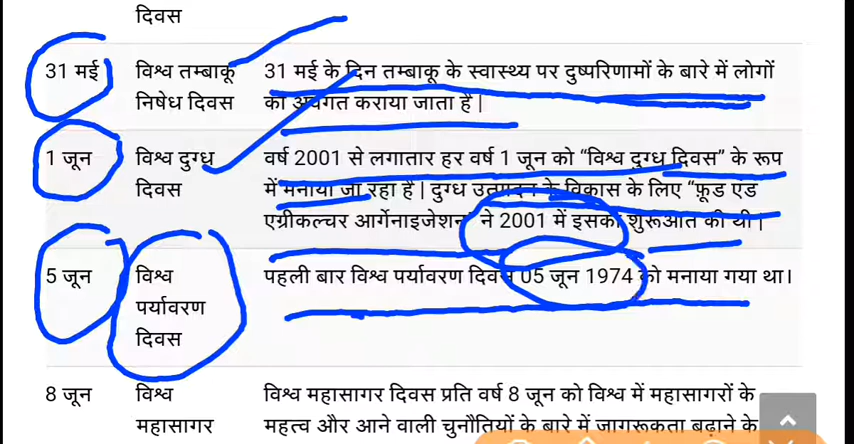 दिवस
31 मई विश्व तम्बाकू 31 मई के दिन तम्बाकू के स्वास्थ्य पर दुष्परिणामों के बारे में लोगों
निषेध दिवस को अवगत कराया जाता है |
1 जून विश्व दुग्ध वर्ष 2001 से लगातार हर वर्ष 1 जून को “विश्व दुग्ध दिवस” के रूप
दिवस में मनाया जा रहा है | दुग्ध उत्पादन के विकास के लिए “फ़ूड एंड
एग्रीकल्चर आर्गेनाइजेशन” ने 2001 में इसकी शुरूआत की थी |
5 जून विश्व पहली बार विश्व पर्यावरण दिवस 05 जून 1974 को मनाया गया था।
पर्यावरण
दिवस
8 जून विश्व विश्व महासागर दिवस प्रति वर्ष 8 जून को विश्व में महासागरों के
महासागर महत्व और आने वाली चुनौतियों के बारे में जागरूकता बढ़ाने के